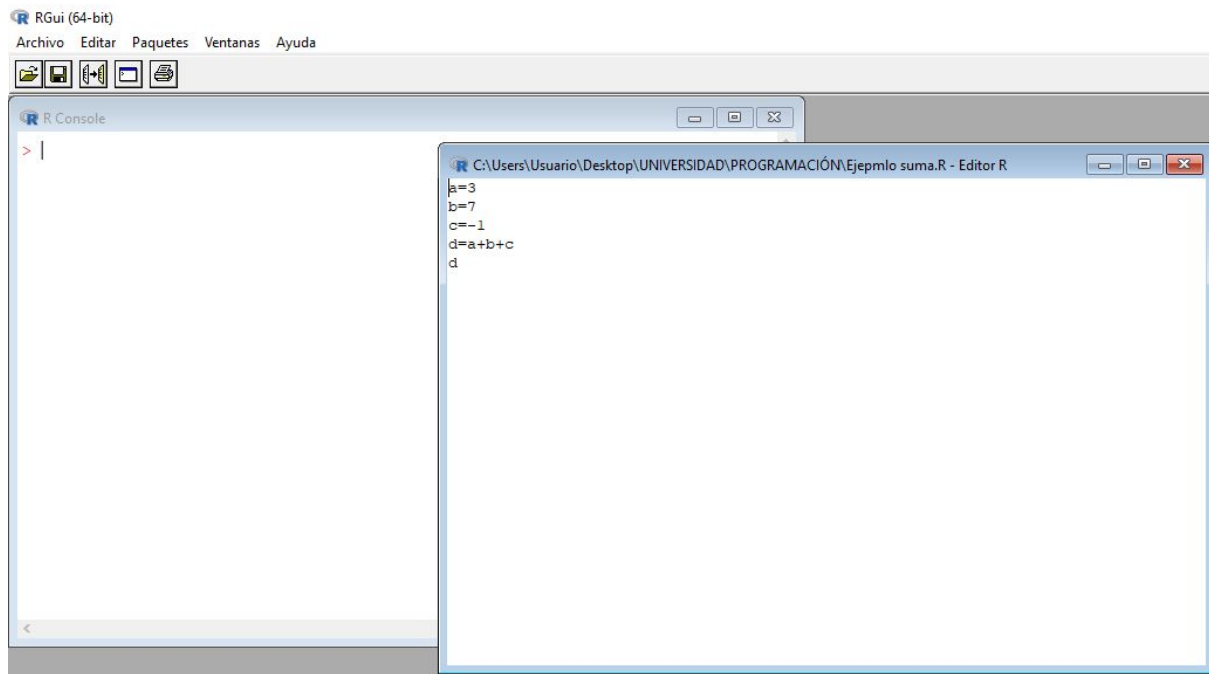 RGui (64-bit)
Archivo Editar Paquetes Ventanas Ayuda
R Console
>
C:\Users\Usuario\Desktop\UNIVERSIDAD\PROGRAMACIÓN\Ejepmlo suma.R - Editor R
a=3
b=7
c=-1
d=a+b+c
d